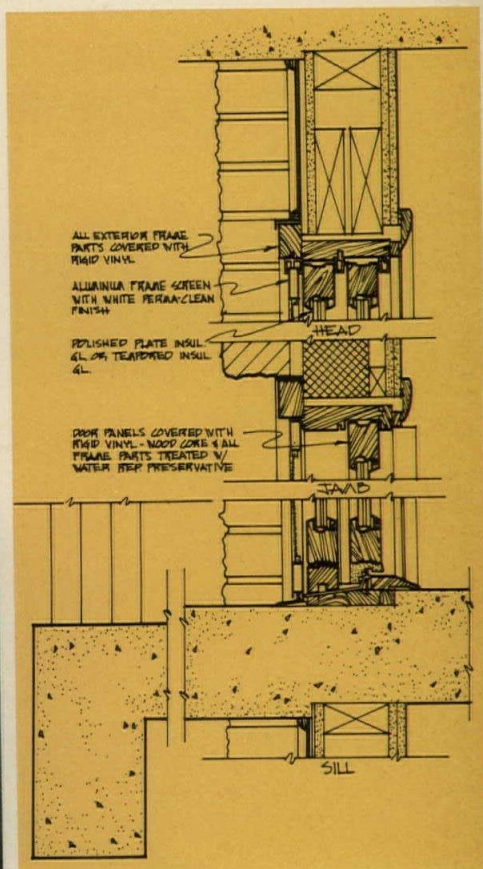 ALL EXTERIOR FRAME
PARTS COVERED WITH
RIGID VINYL
ALUMINUM FRAME SCREEN
WITH WHITE PERMA-CLEAN
FINISH
POLISHED PLATE INSUL.
GL. OR TEMPORED INSUL.
GL.
HEAD
DOOR PANELS COVERED WITH
RIGID VINYL - WOOD CORE & ALL
FRAME PARTS TREATED W/
WATER REP PRESERVATIVE
JAMB
SILL